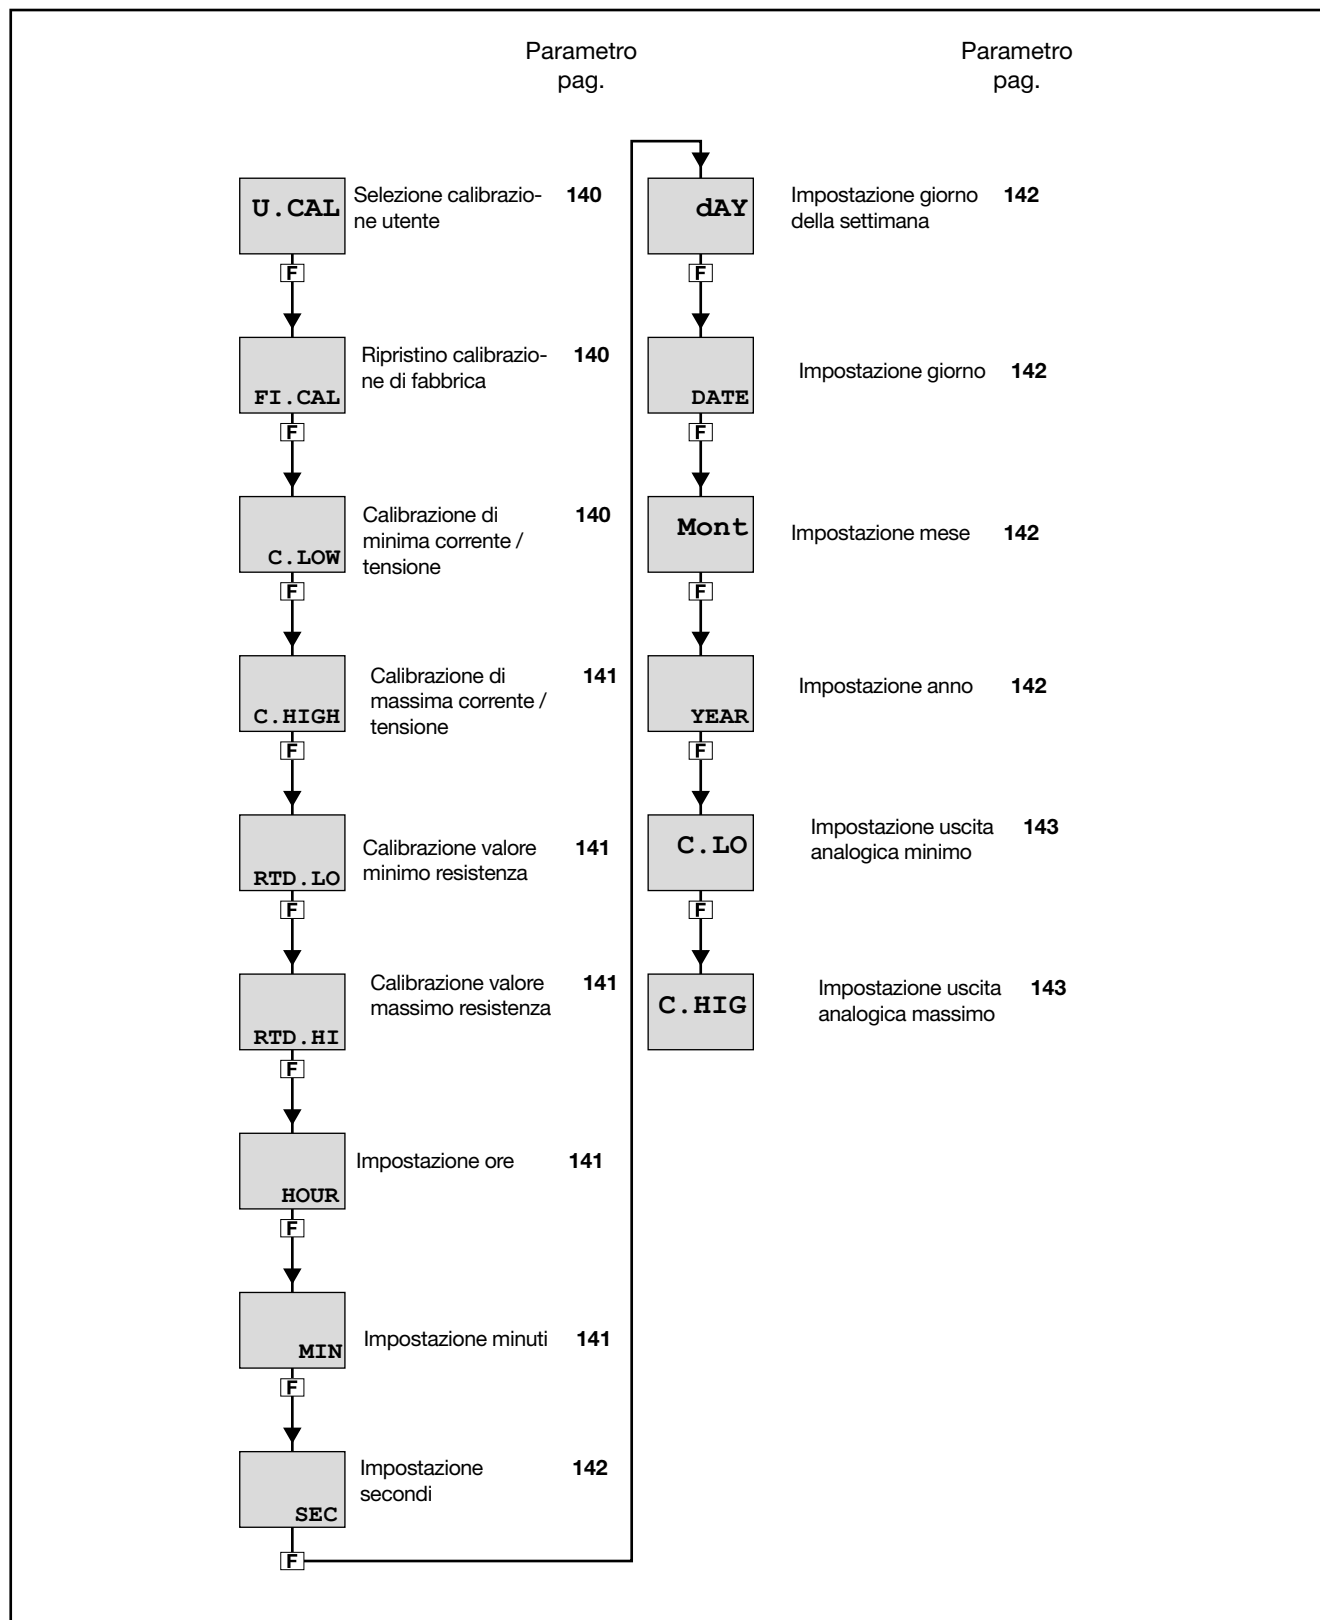 Parametro
pag.
U.CAL
Selezione calibrazio-
ne utente
140
F
FI.CAL
Ripristino calibrazio-
ne di fabbrica
140
F
C.LOW
Calibrazione di
minima corrente /
tensione
140
F
C.HIGH
Calibrazione di
massima corrente /
tensione
141
F
RTD.LO
Calibrazione valore
minimo resistenza
141
F
RTD.HI
Calibrazione valore
massimo resistenza
141
F
HOUR
Impostazione ore
141
F
MIN
Impostazione minuti
141
F
SEC
Impostazione
secondi
142
F
Parametro
pag.
dAY
Impostazione giorno
della settimana
142
F
DATE
Impostazione giorno
142
F
Mont
Impostazione mese
142
F
YEAR
Impostazione anno
142
F
C.LO
Impostazione uscita
analogica minimo
143
F
C.HIG
Impostazione uscita
analogica massimo
143